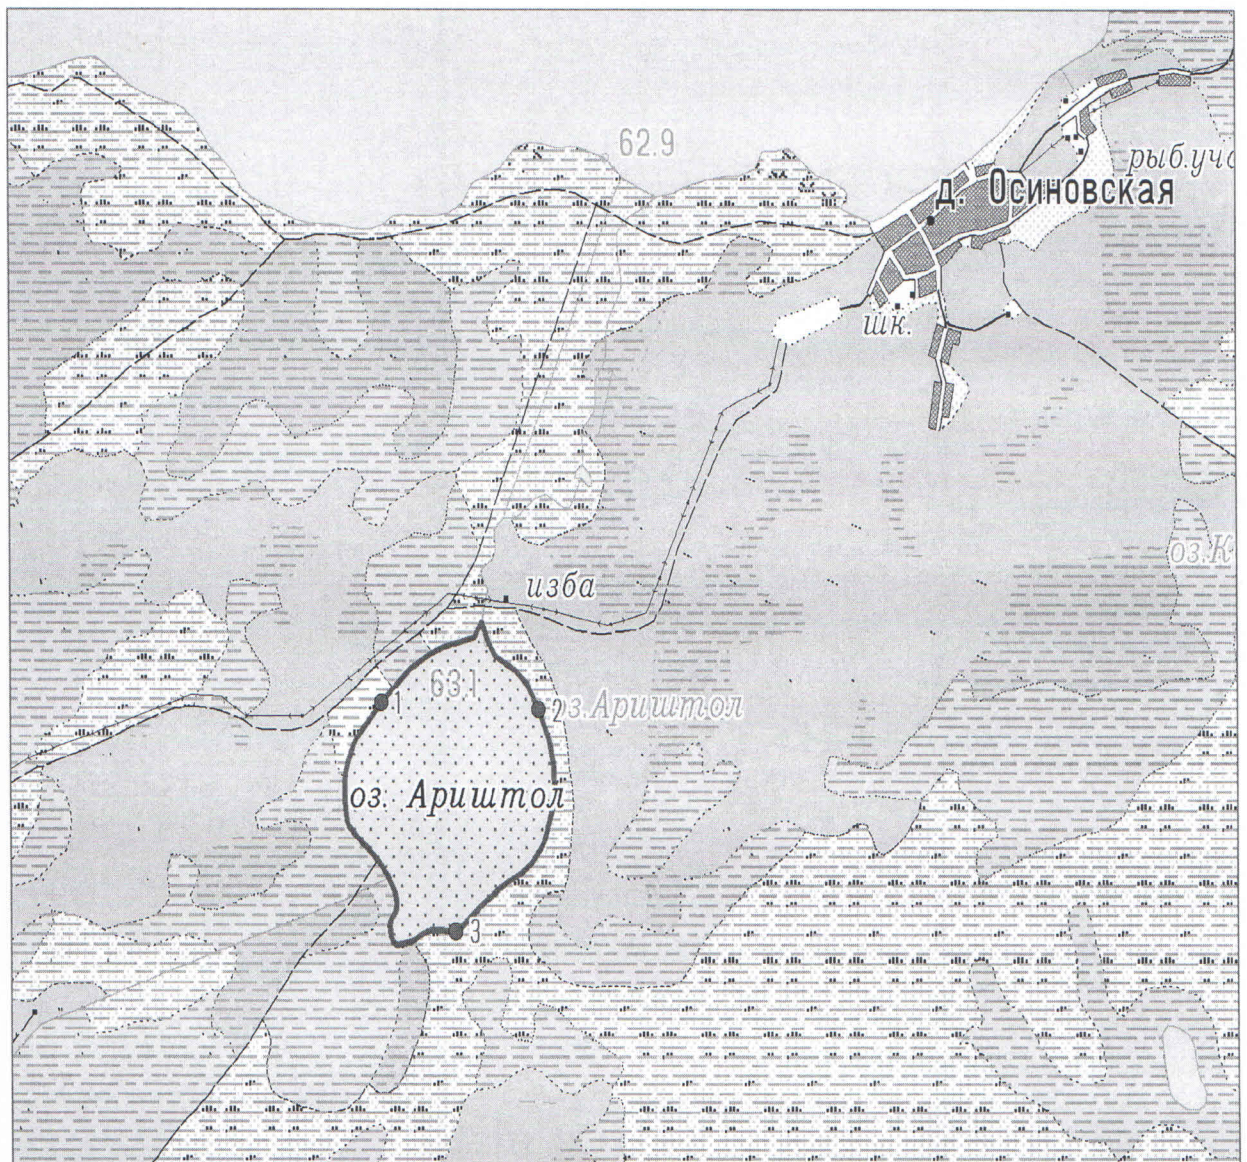 62.9
рыб.уч
д. Осиновская
шк.
оз.К
изба
63.1
1
2
оз.Ариштол
оз. Ариштол
3